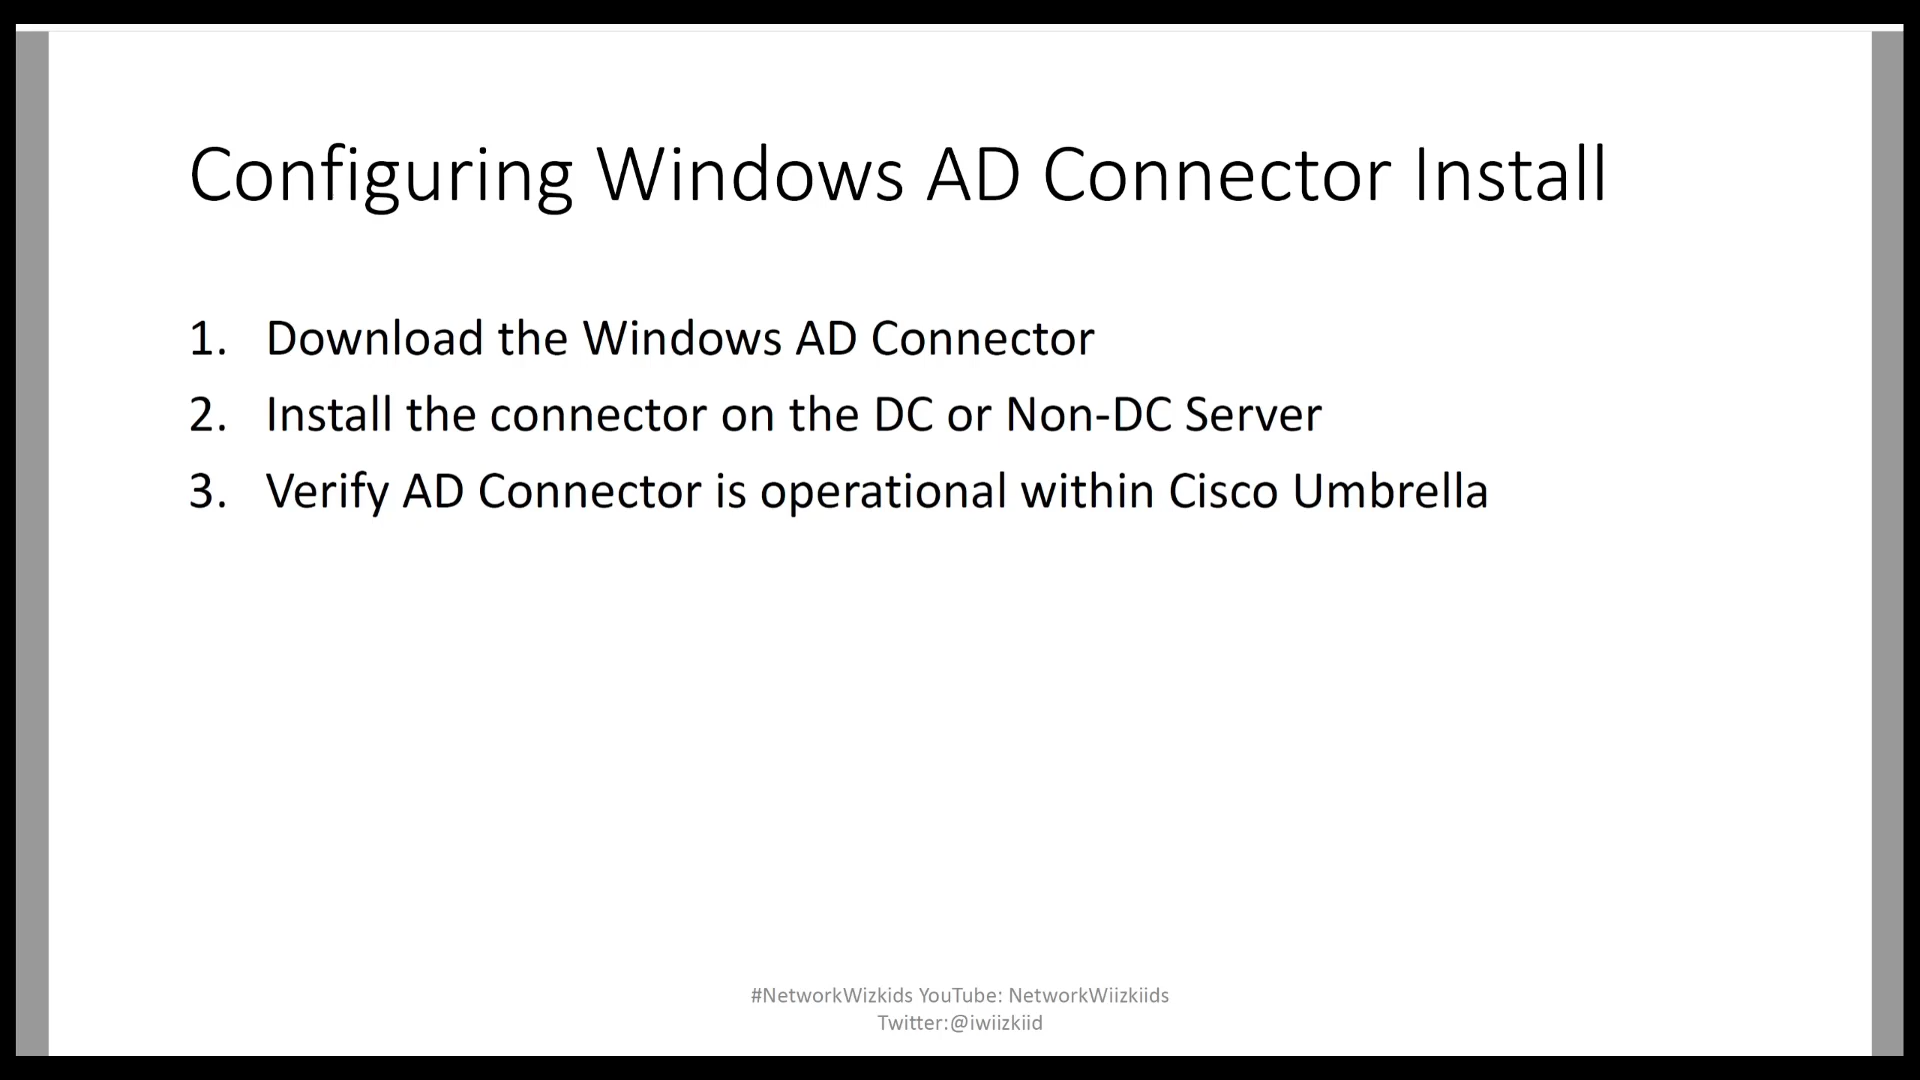 Configuring Windows AD Connector Install
1. Download the Windows AD Connector
2. Install the connector on the DC or Non-DC Server
3. Verify AD Connector is operational within Cisco Umbrella
#NetworkWizkids YouTube: NetworkWiizkiids
Twitter:@iwiizkiid